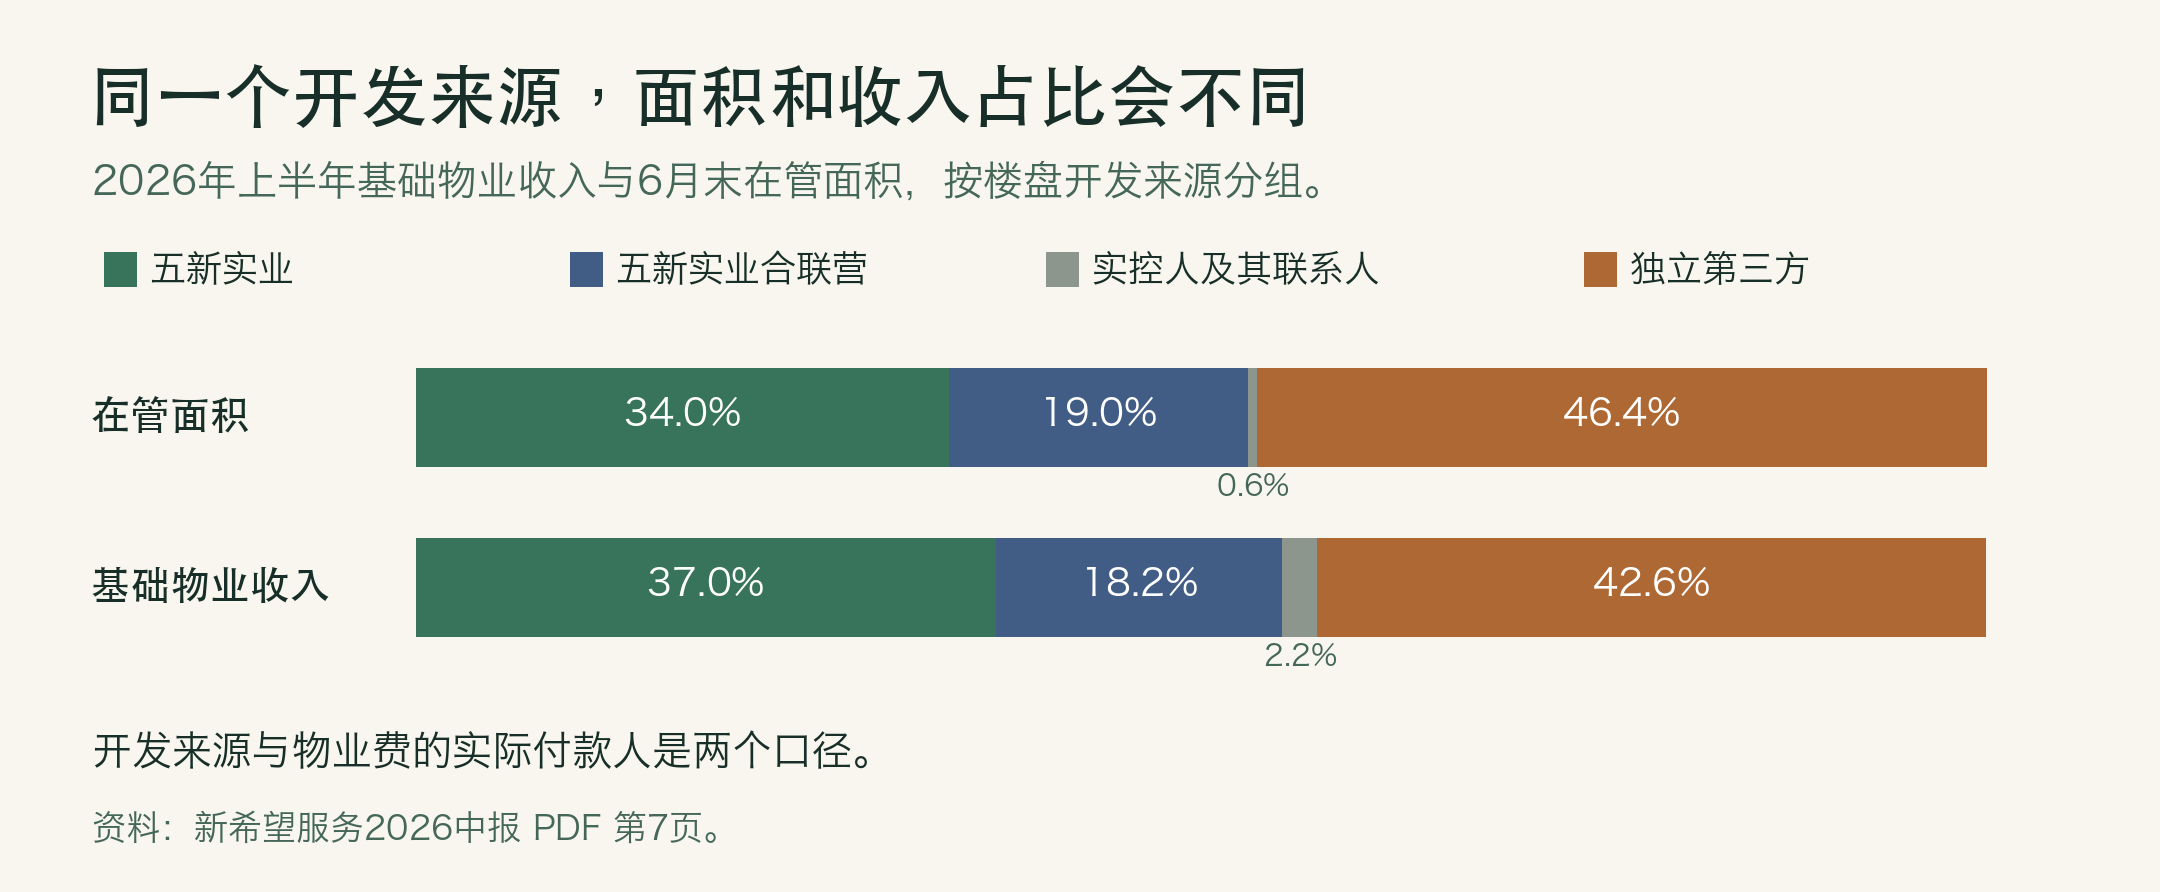 同一个开发来源，面积和收入占比会不同
2026年上半年基础物业收入与6月末在管面积，按楼盘开发来源分组。
五新实业 五新实业合联营 实控人及其联系人 独立第三方
在管面积 34.0% 19.0% 46.4%
0.6%
基础物业收入 37.0% 18.2% 42.6%
2.2%
开发来源与物业费的实际付款人是两个口径。
资料：新希望服务2026中报 PDF 第7页。